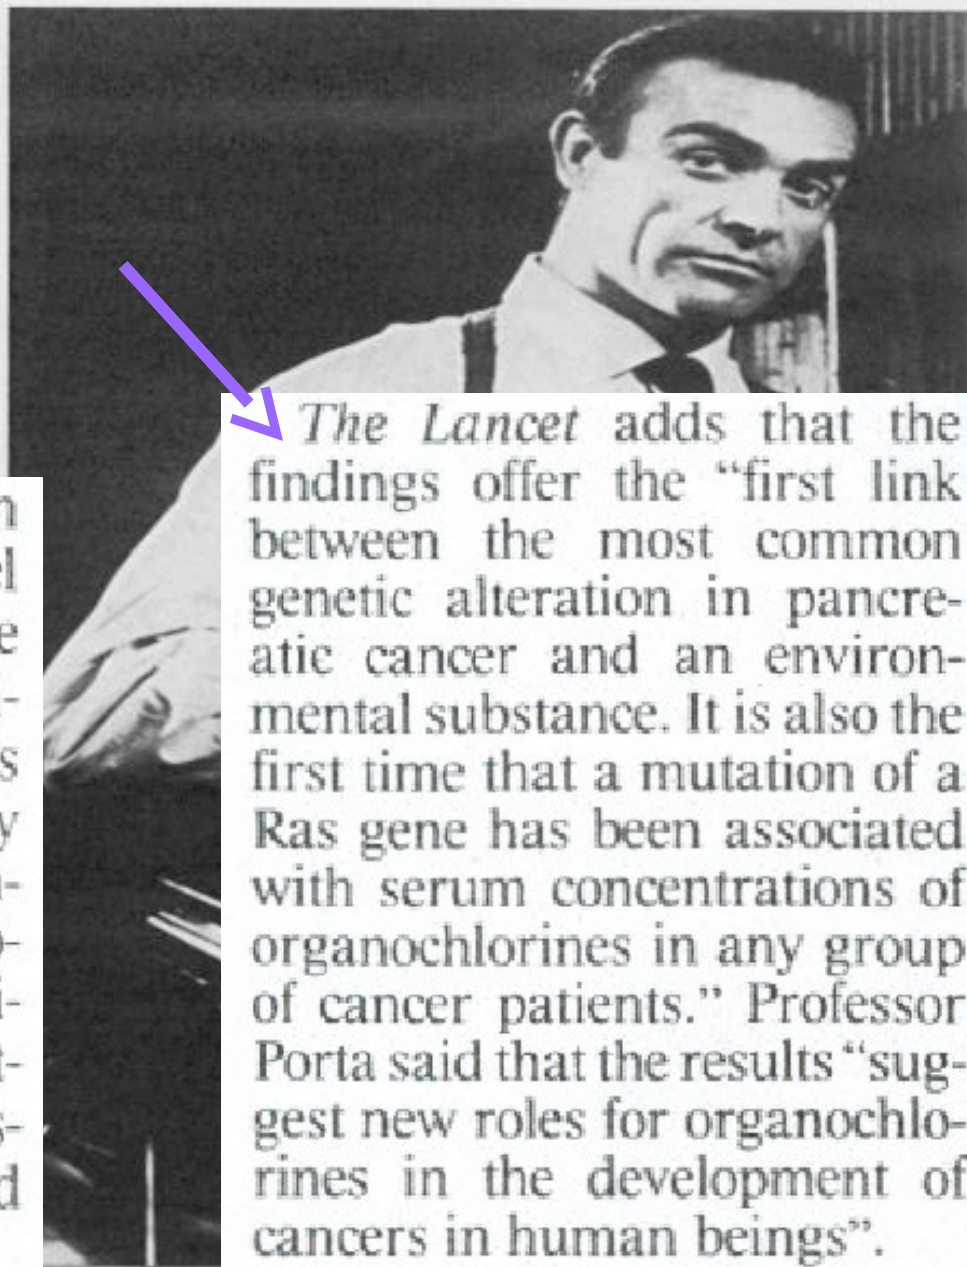 The Lancet adds that the
findings offer the “first link
between the most common
genetic alteration in pancre-
atic cancer and an environ-
mental substance. It is also the
first time that a mutation of a
Ras gene has been associated
with serum concentrations of
organochlorines in any group
of cancer patients.” Professor
Porta said that the results “sug-
gest new roles for organochlo-
rines in the development of
cancers in human beings”.